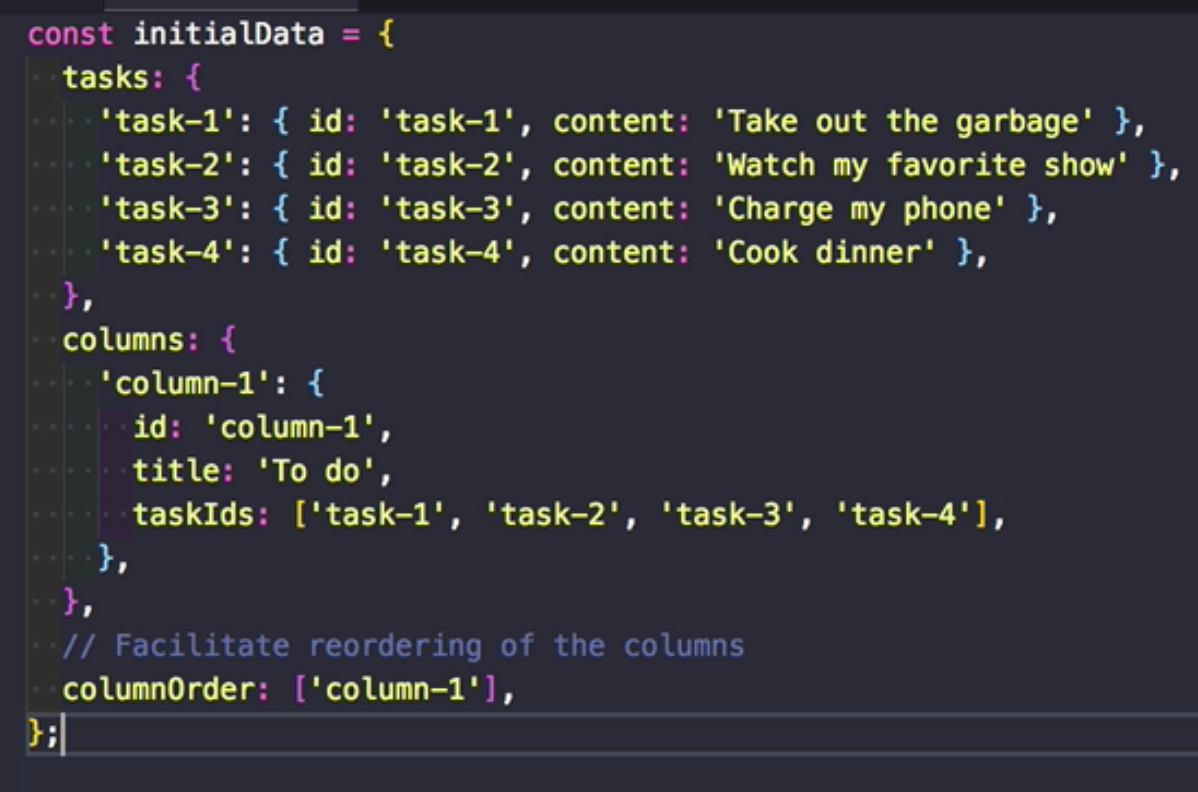 const initialData = {
  tasks: {
    'task-1': { id: 'task-1', content: 'Take out the garbage' },
    'task-2': { id: 'task-2', content: 'Watch my favorite show' },
    'task-3': { id: 'task-3', content: 'Charge my phone' },
    'task-4': { id: 'task-4', content: 'Cook dinner' },
  },
  columns: {
    'column-1': {
      id: 'column-1',
      title: 'To do',
      taskIds: ['task-1', 'task-2', 'task-3', 'task-4'],
    },
  },
  // Facilitate reordering of the columns
  columnOrder: ['column-1'],
};